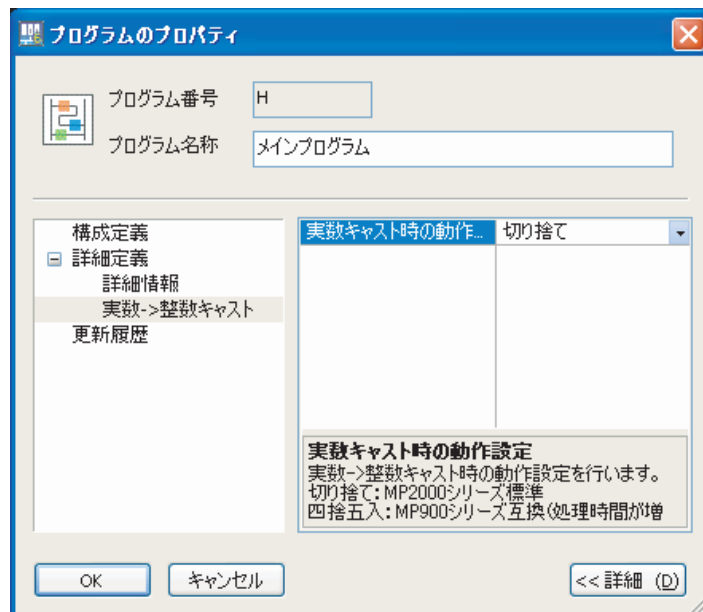 プログラムのプロパティ
プログラム番号 H
プログラム名称 メインプログラム
構成定義
詳細定義
詳細情報
実数->整数キャスト
更新履歴
実数キャスト時の動作... 切り捨て
実数キャスト時の動作設定
実数->整数キャスト時の動作設定を行います。
切り捨て:MP2000シリーズ標準
四捨五入:MP900シリーズ互換(処理時間が増
OK キャンセル <<詳細 (D)